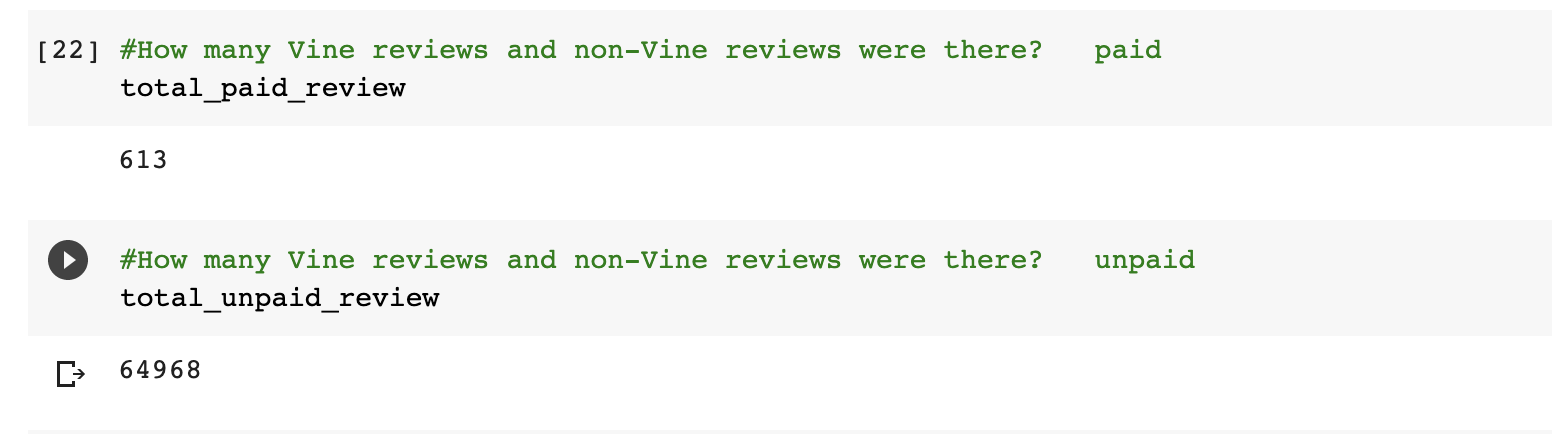 [22] #How many Vine reviews and non-Vine reviews were there?   paid
total_paid_review
613
#How many Vine reviews and non-Vine reviews were there?   unpaid
total_unpaid_review
64968